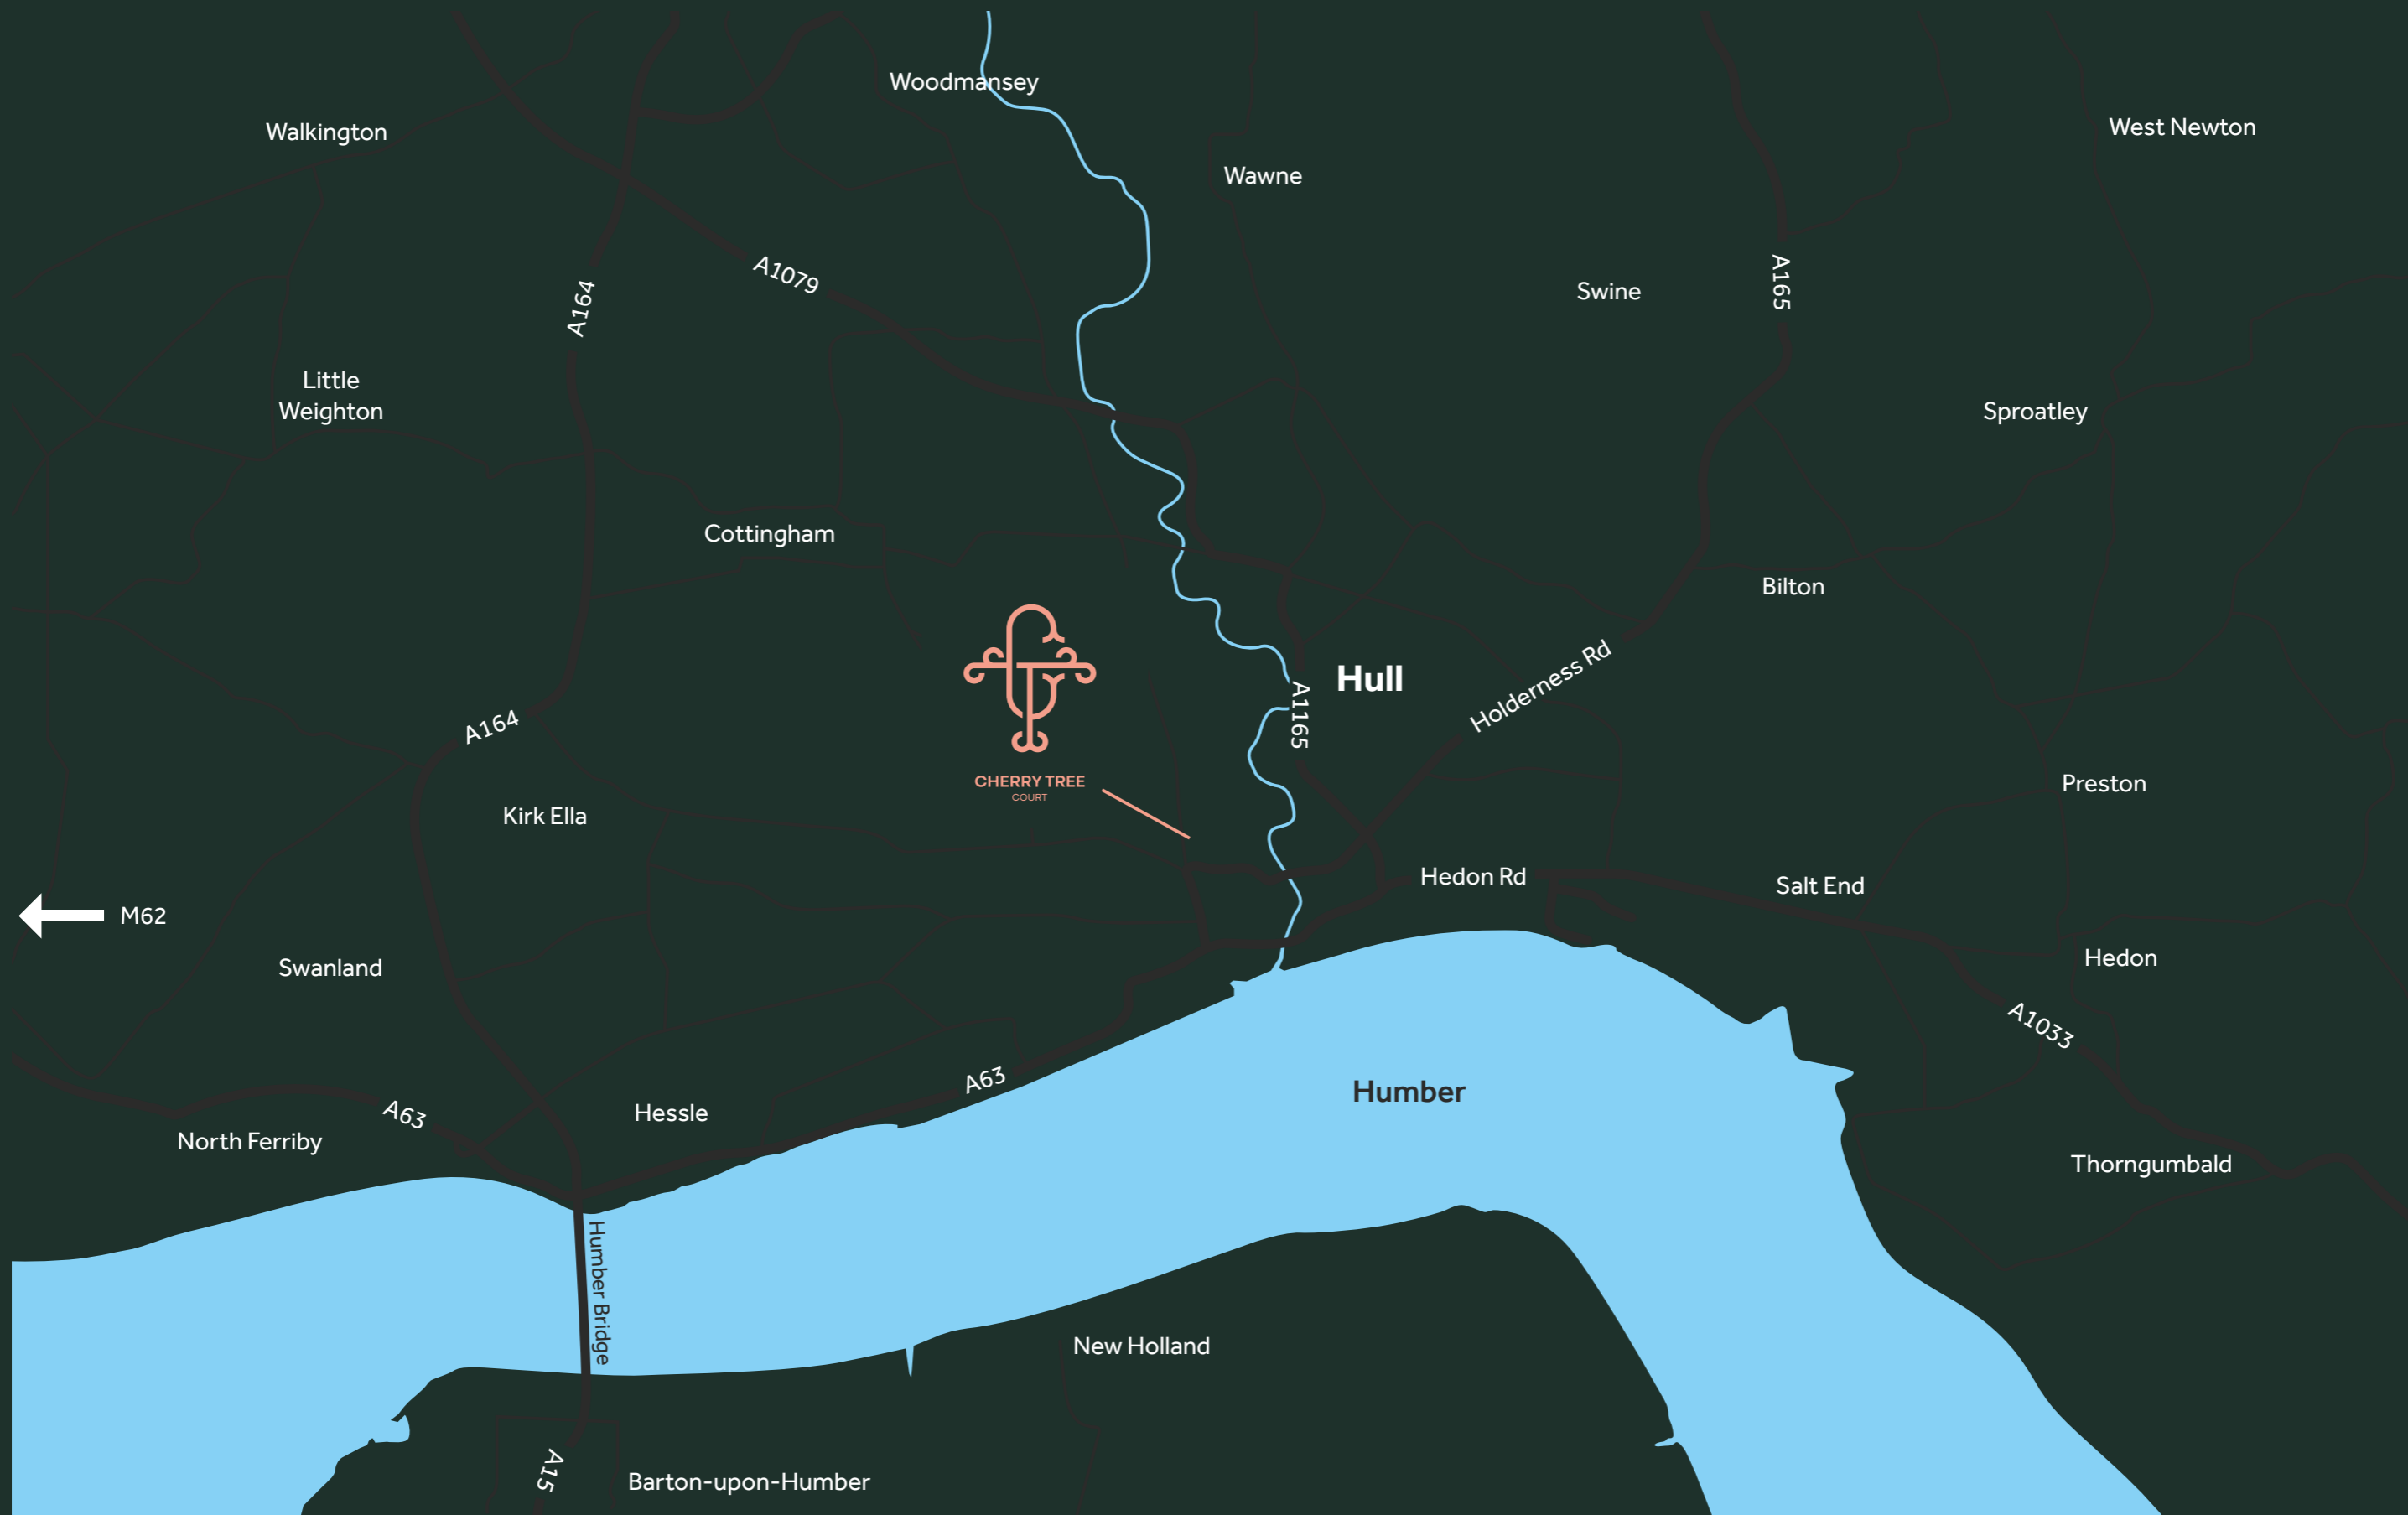 Woodmansey
Walkington
West Newton
Wawne
A1079
A164
A165
Swine
Little
Weighton
Sproatley
Cottingham
Bilton
Hull
Holderness Rd
A1165
A164
CHERRY TREE
COURT
Preston
Kirk Ella
Hedon Rd
Salt End
M62
Hedon
Swanland
A1033
A63
Humber
A63
Hessle
North Ferriby
Thorngumbald
Humber Bridge
New Holland
A15
Barton-upon-Humber